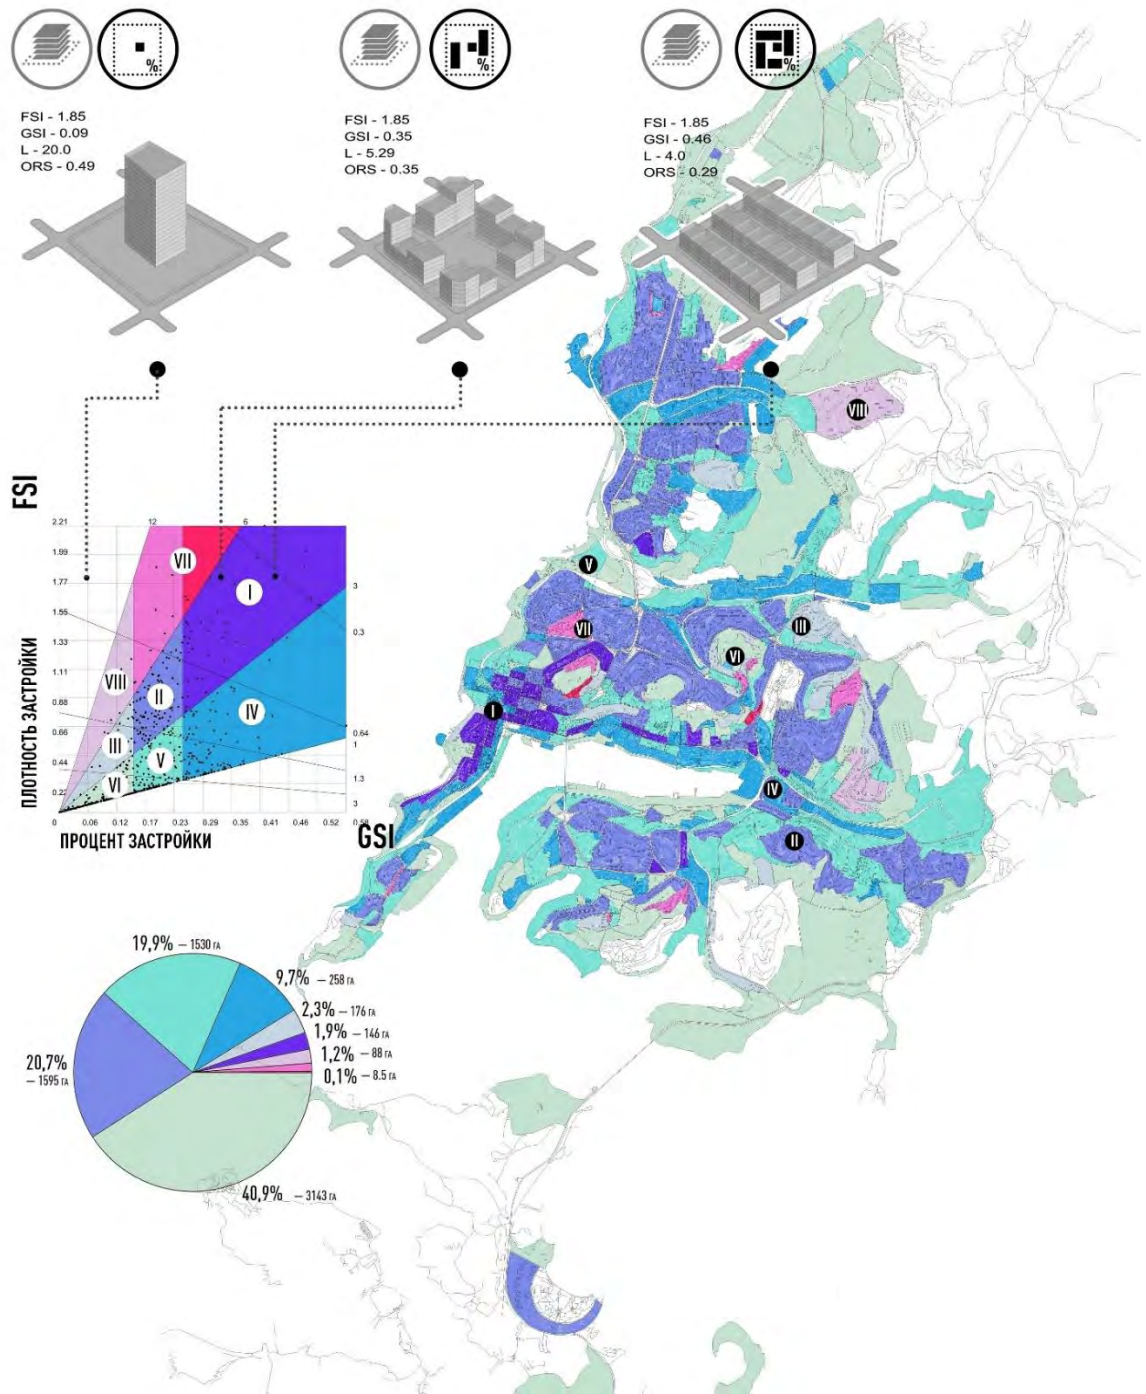 %
%
%
FSI - 1.85
GSI - 0.09
L - 20.0
ORS - 0.49
FSI - 1.85
GSI - 0.35
L - 5.29
ORS - 0.35
FSI - 1.85
GSI - 0.46
L - 4.0
ORS - 0.29
FSI
ПЛОТНОСТЬ ЗАСТРОЙКИ
2.21
1.99
1.77
1.55
1.33
1.11
0.88
0.66
0.44
0.22
12
6
3
0.3
0.64
1
1.3
3
VII
I
VIII
II
IV
III
V
VI
0 0.06 0.12 0.18 0.24 0.29 0.35 0.41 0.46 0.52 0.58
ПРОЦЕНТ ЗАСТРОЙКИ
GSI
VIII
V
VII
III
VI
I
IV
II
19,9% – 1530 ГА
9,7% – 258 ГА
2,3% – 176 ГА
1,9% – 146 ГА
1,2% – 88 ГА
0,1% – 8.5 ГА
20,7%
– 1595 ГА
40,9% – 3143 ГА